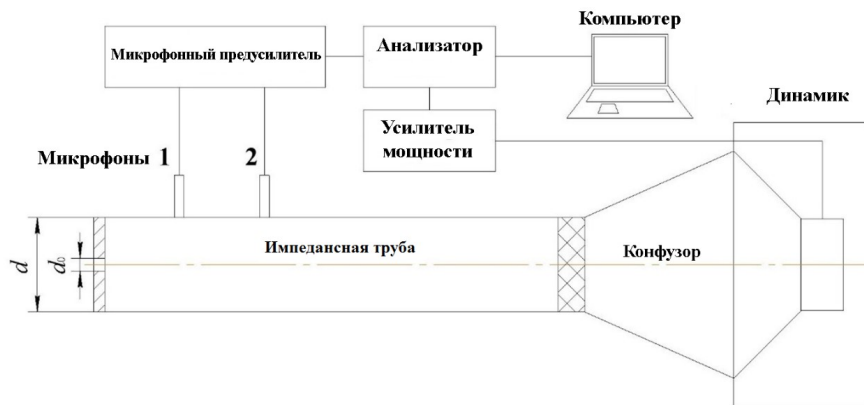 Компьютер
Микрофонный предусилитель
Анализатор
Динамик
Усилитель
мощности
Микрофоны 1 2
Импедансная труба
Конфузор
d
d₀